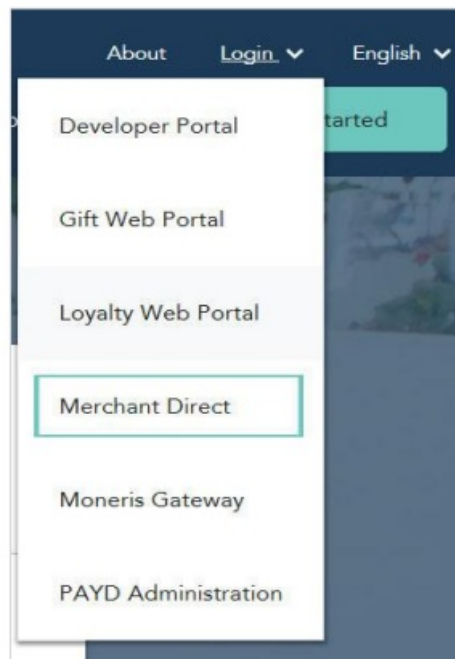 About Login English
Developer Portal
tarted
Gift Web Portal
Loyalty Web Portal
Merchant Direct
Moneris Gateway
PAYD Administration